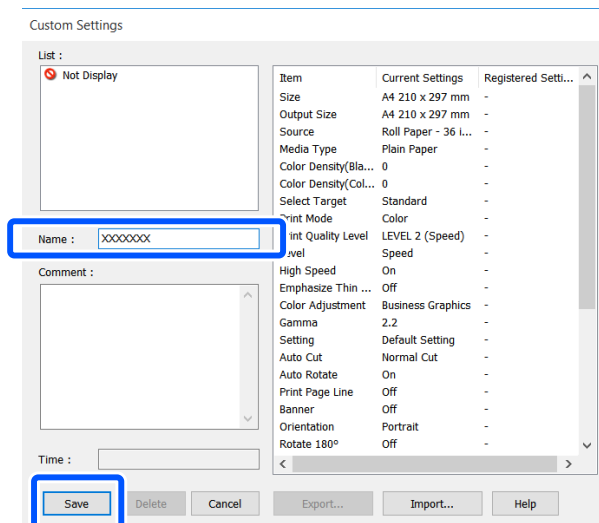 Custom Settings
List :
Not Display
Name : XXXXXXX
Comment :
Time :
Item Current Settings Registered Setti...
Size A4 210 x 297 mm -
Output Size A4 210 x 297 mm -
Source Roll Paper - 36 i... -
Media Type Plain Paper -
Color Density(Bla... 0 -
Color Density(Col... 0 -
Select Target Standard -
Print Mode Color -
Print Quality Level LEVEL 2 (Speed) -
Level Speed -
High Speed On -
Emphasize Thin ... Off -
Color Adjustment Business Graphics -
Gamma 2.2 -
Setting Default Setting -
Auto Cut Normal Cut -
Auto Rotate On -
Print Page Line Off -
Banner Off -
Orientation Portrait -
Rotate 180º Off -
Save Delete Cancel Export... Import... Help